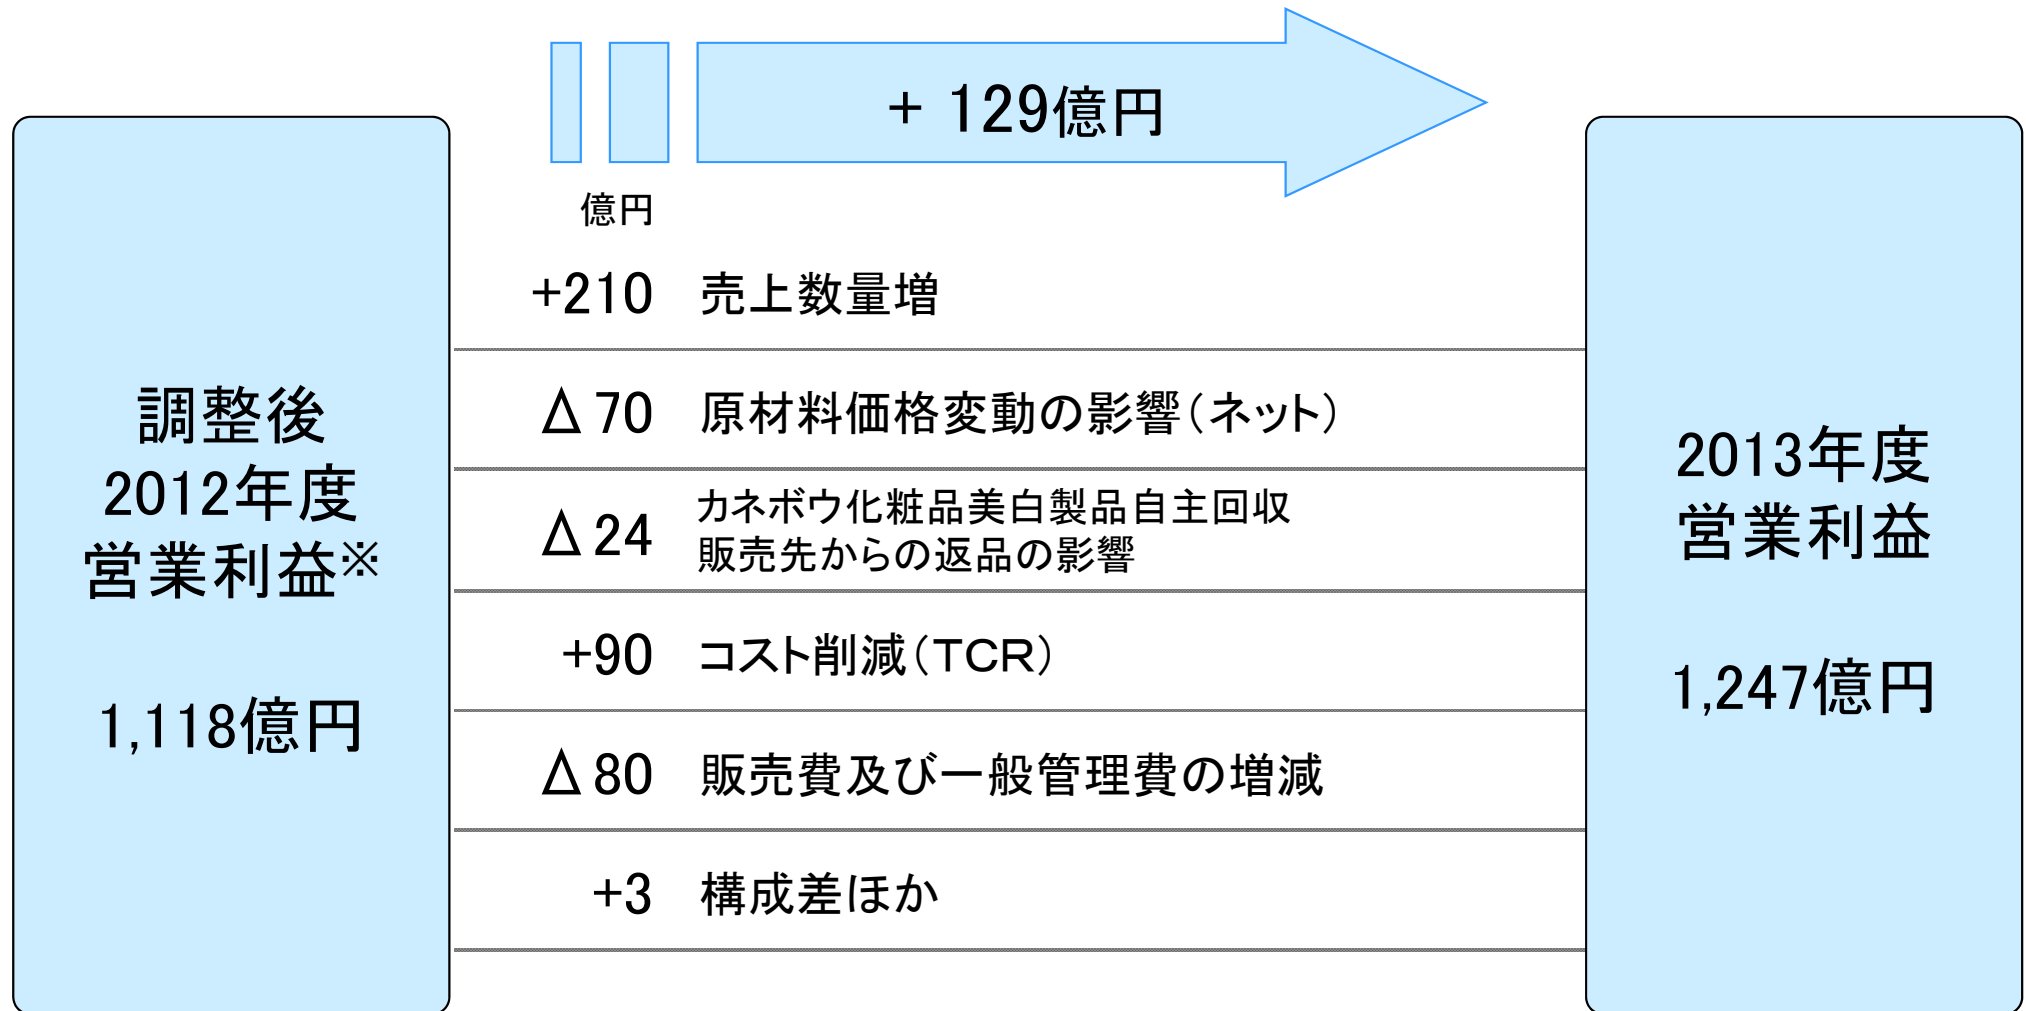 + 129億円
調整後
2012年度
営業利益※
1,118億円
億円
+210 売上数量増
Δ 70 原材料価格変動の影響(ネット)
Δ 24 カネボウ化粧品美白製品自主回収
販売先からの返品の影響
+90 コスト削減(TCR)
Δ 80 販売費及び一般管理費の増減
+3 構成差ほか
2013年度
営業利益
1,247億円